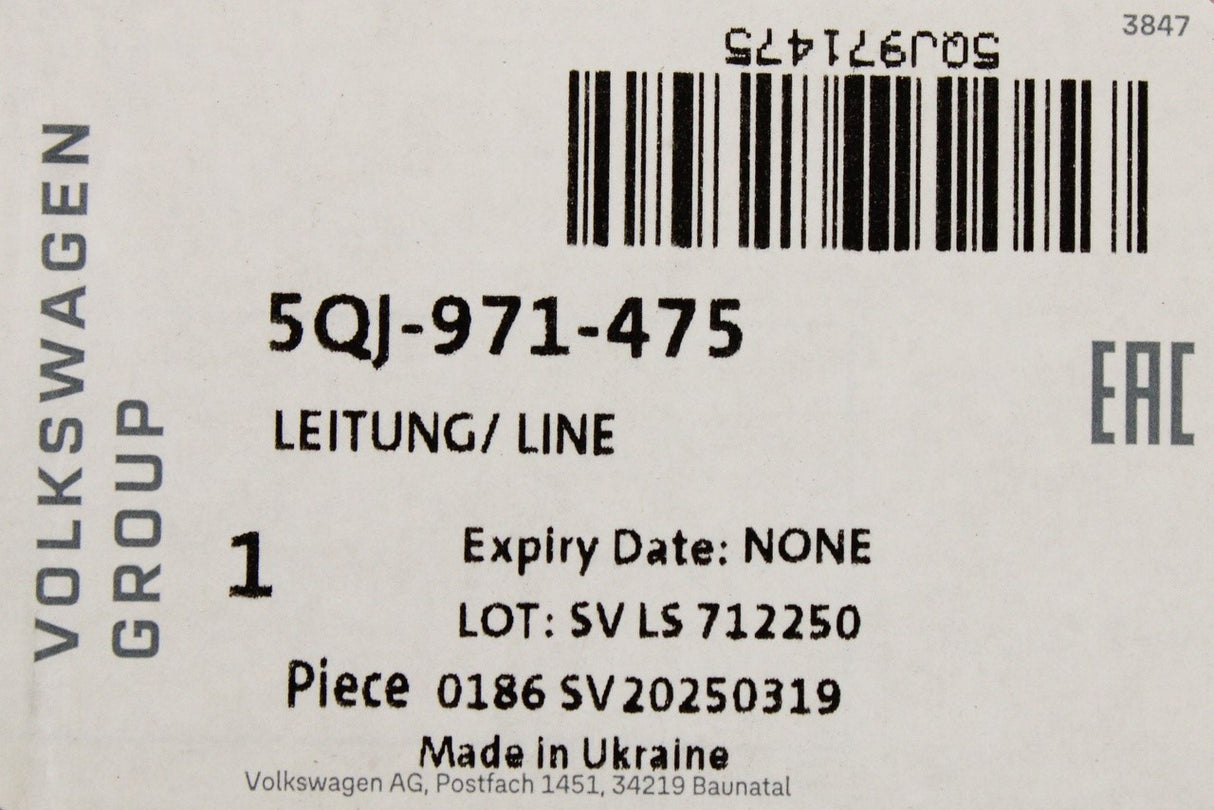 3847
5QJ971475
5QJ-971-475
EAC
LEITUNG/ LINE
VOLKSWAGEN
GROUP
1
Expiry Date: NONE
LOT: SV LS 712250
Piece 0186 SV20250319
Made in Ukraine
Volkswagen AG, Postfach 1451, 34219 Baunatal